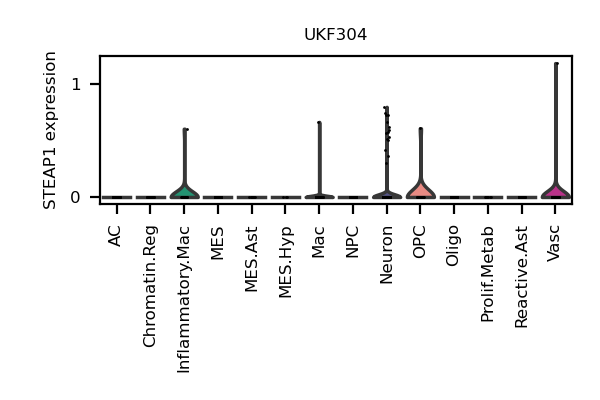 UKF304
STEAP1 expression
1
0
AC
Chromatin.Reg
Inflammatory.Mac
MES
MES.Ast
MES.Hyp
Mac
NPC
Neuron
OPC
Oligo
Prolif.Metab
Reactive.Ast
Vasc